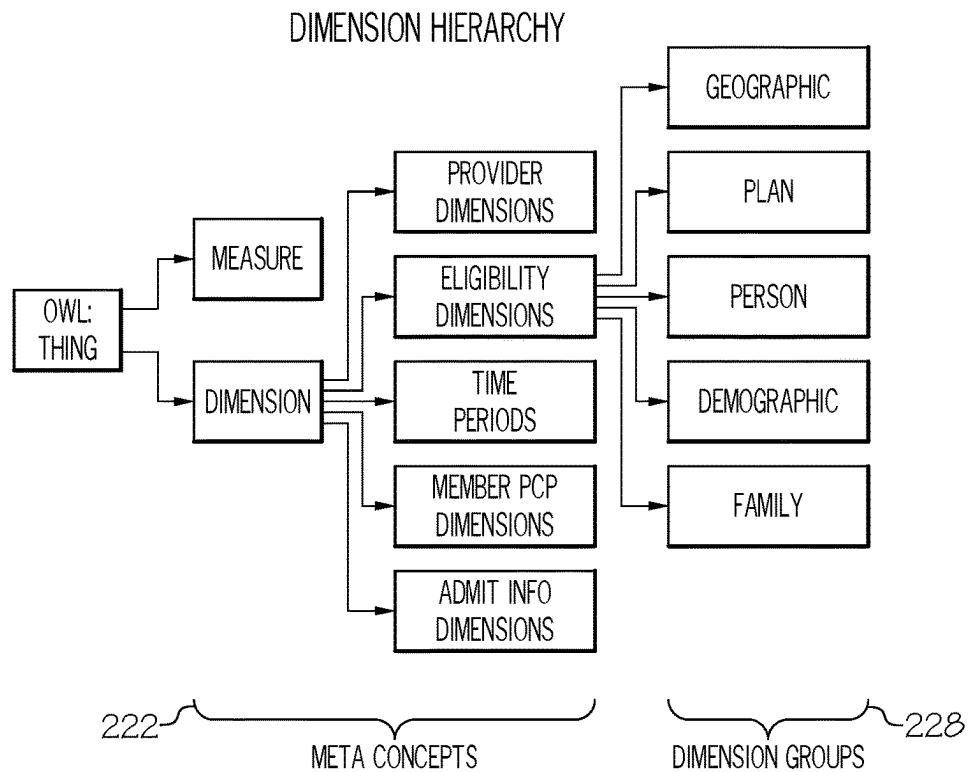 DIMENSION HIERARCHY
OWL:
THING
MEASURE
DIMENSION
PROVIDER
DIMENSIONS
ELIGIBILITY
DIMENSIONS
TIME
PERIODS
MEMBER PCP
DIMENSIONS
ADMIT INFO
DIMENSIONS
GEOGRAPHIC
PLAN
PERSON
DEMOGRAPHIC
FAMILY
222
META CONCEPTS
DIMENSION GROUPS
228